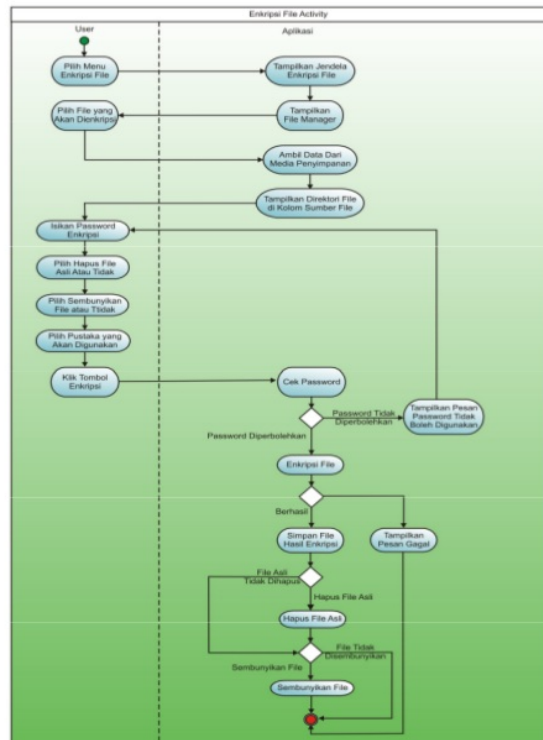 Enkripsi File Activity
User
Aplikasi
Pilih Menu
Enkripsi File
Tampilkan Jendela
Enkripsi File
Pilih File yang
Akan Dienkripsi
Tampilkan
File Manager
Ambil Data Dari
Media Penyimpanan
Tampilkan Direktori File
di Kolom Sumber File
Isikan Password
Enkripsi
Pilih Hapus File
Asli Atau Tidak
Pilih Sembunyikan
File atau Ttidak
Pilih Pustaka yang
Akan Digunakan
Klik Tombol
Enkripsi
Cek Password
Password Tidak
Diperbolehkan
Tampilkan Pesan
Password Tidak
Boleh Digunakan
Password Diperbolehkan
Enkripsi File
Berhasil
Simpan File
Hasil Enkripsi
Tampilkan
Pesan Gagal
File Asli
Tidak Dihapus
Hapus File Asli
Hapus File Asli
File Tidak
Disembunyikan
Sembunyikan File
Sembunyikan File